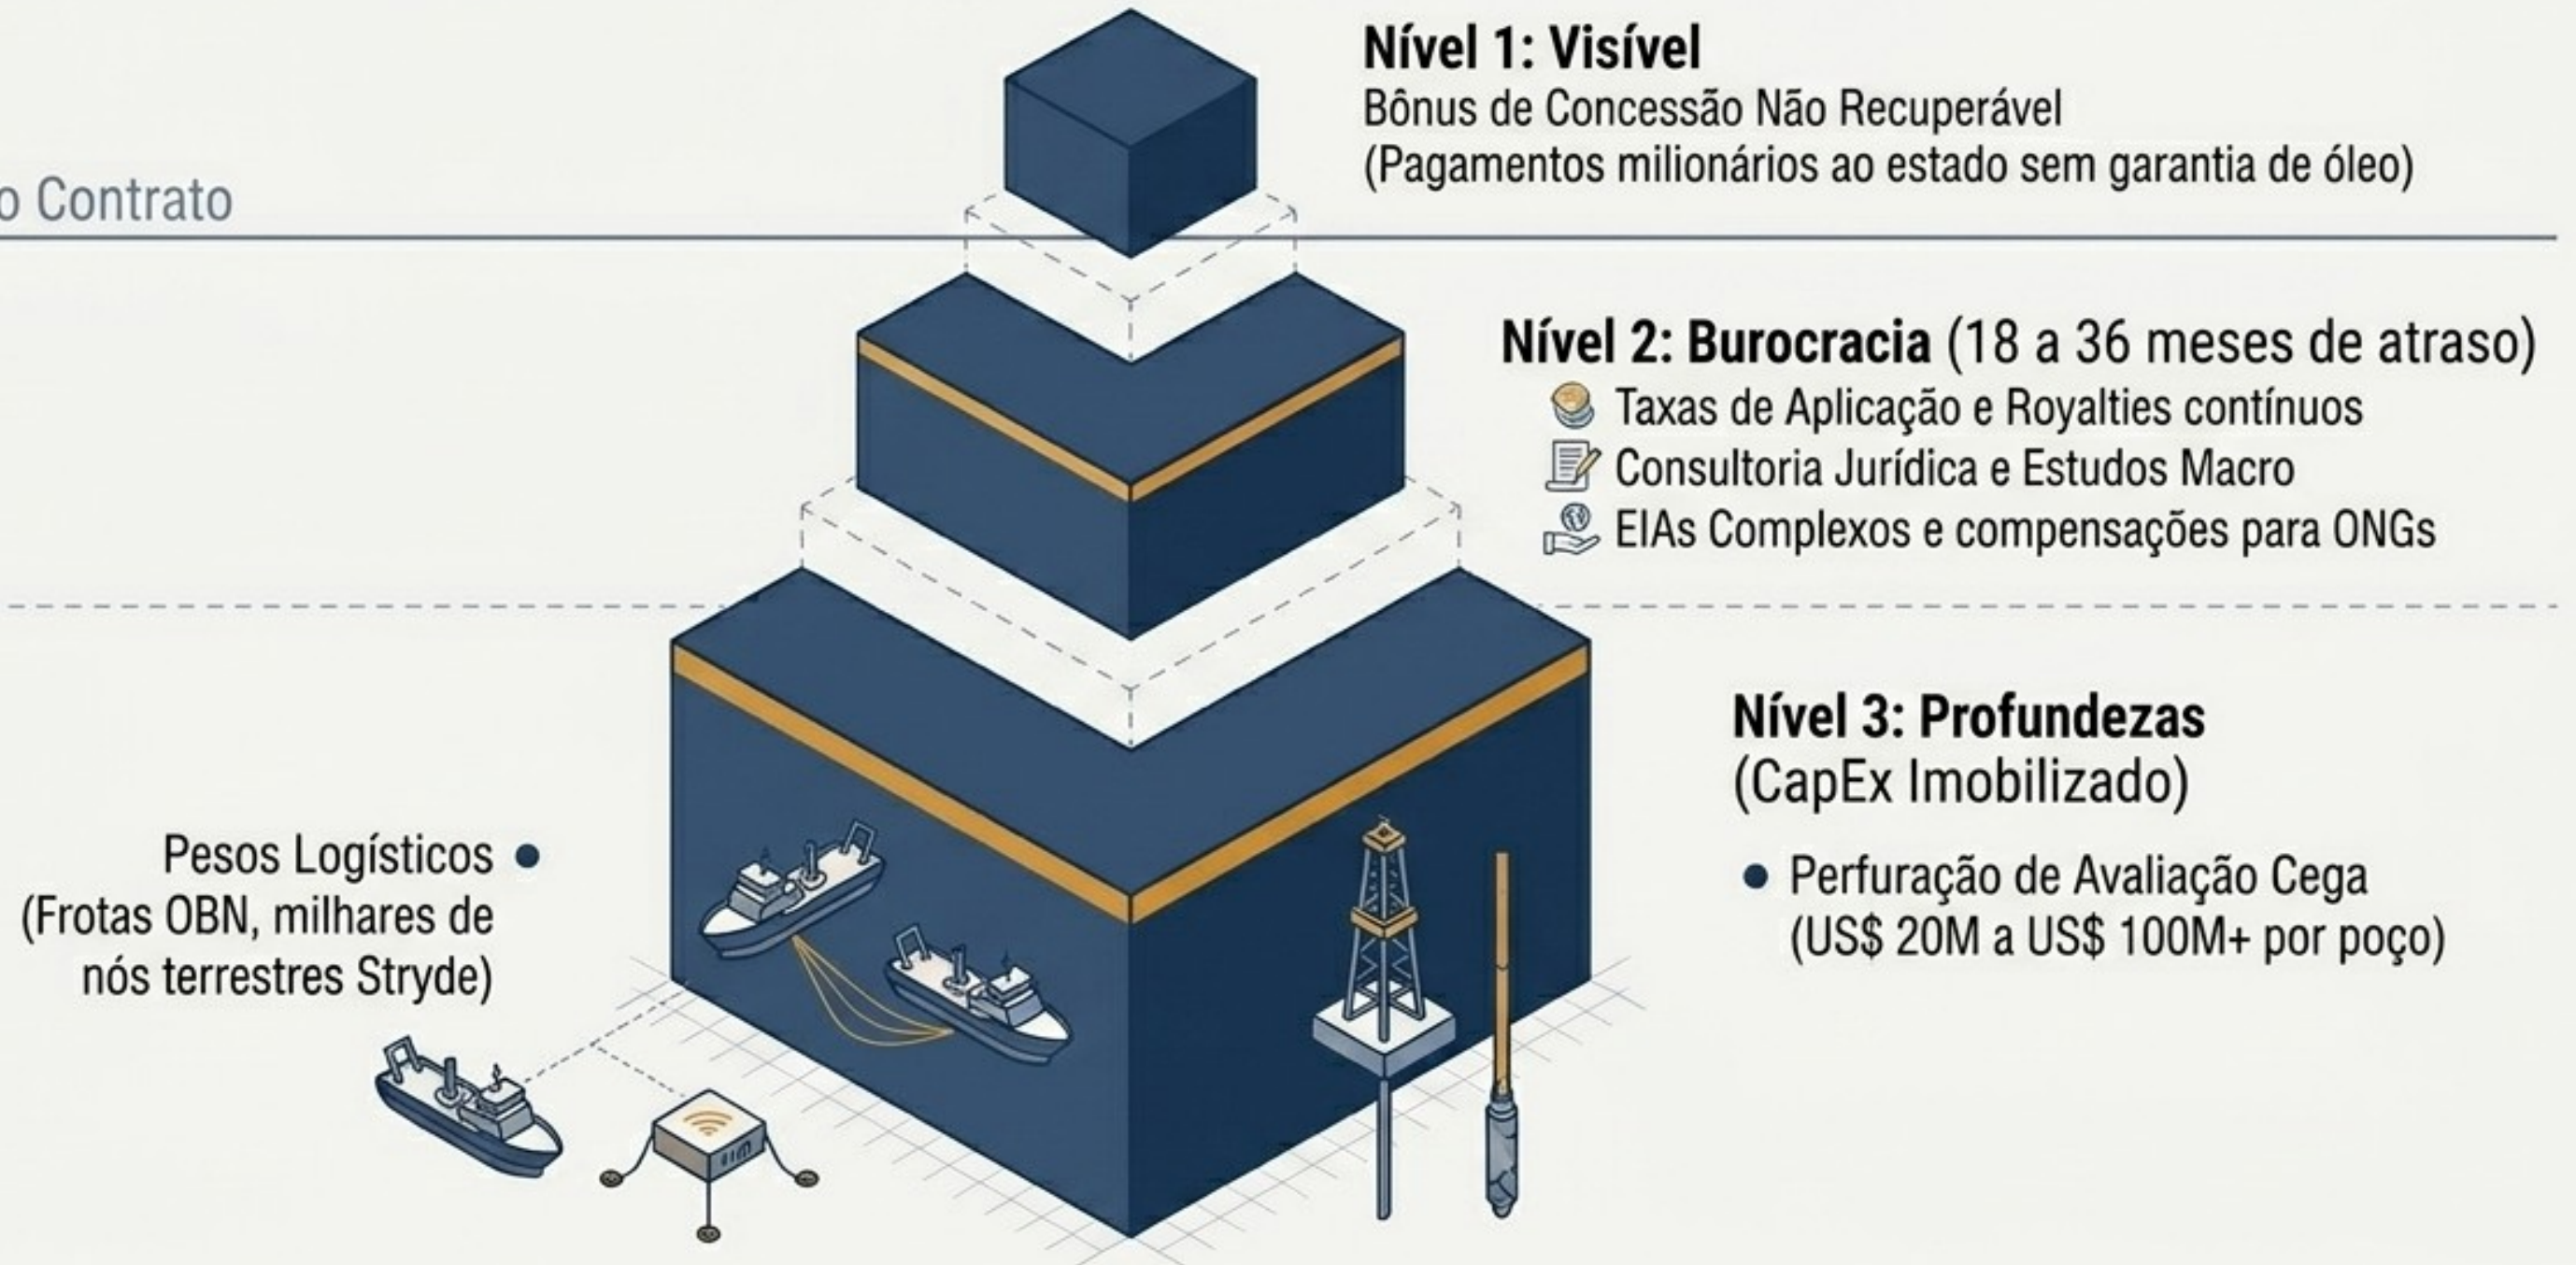 Nível 1: Visível
Bônus de Concessão Não Recuperável
(Pagamentos milionários ao estado sem garantia de óleo)
o Contrato
Nível 2: Burocracia (18 a 36 meses de atraso)
Taxas de Aplicação e Royalties contínuos
Consultoria Jurídica e Estudos Macro
EIAs Complexos e compensações para ONGs
Nível 3: Profundezas
(CapEx Imobilizado)
Perfuração de Avaliação Cega
(US$ 20M a US$ 100M+ por poço)
Pesos Logísticos
(Frotas OBN, milhares de
nós terrestres Stryde)